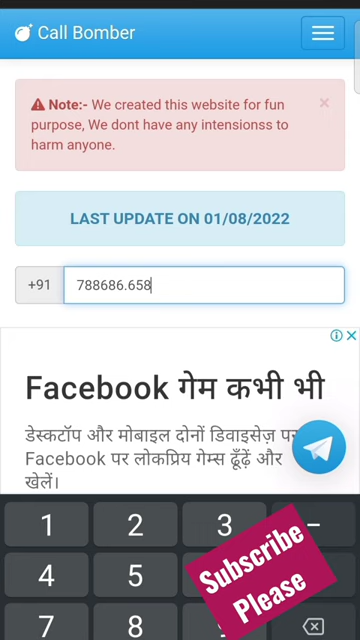 Call Bomber
Note:- We created this website for fun
purpose, We dont have any intensionss to
harm anyone.
×
LAST UPDATE ON 01/08/2022
+91
788686.658
Facebook गेम कभी भी
डेस्कटॉप और मोबाइल दोनों डिवाइसेज़ पर
Facebook पर लोकप्रिय गेम्स ढूँढ़ें और
खेलें।
1 2 3 –
4 5
7 8
Subscribe
Please